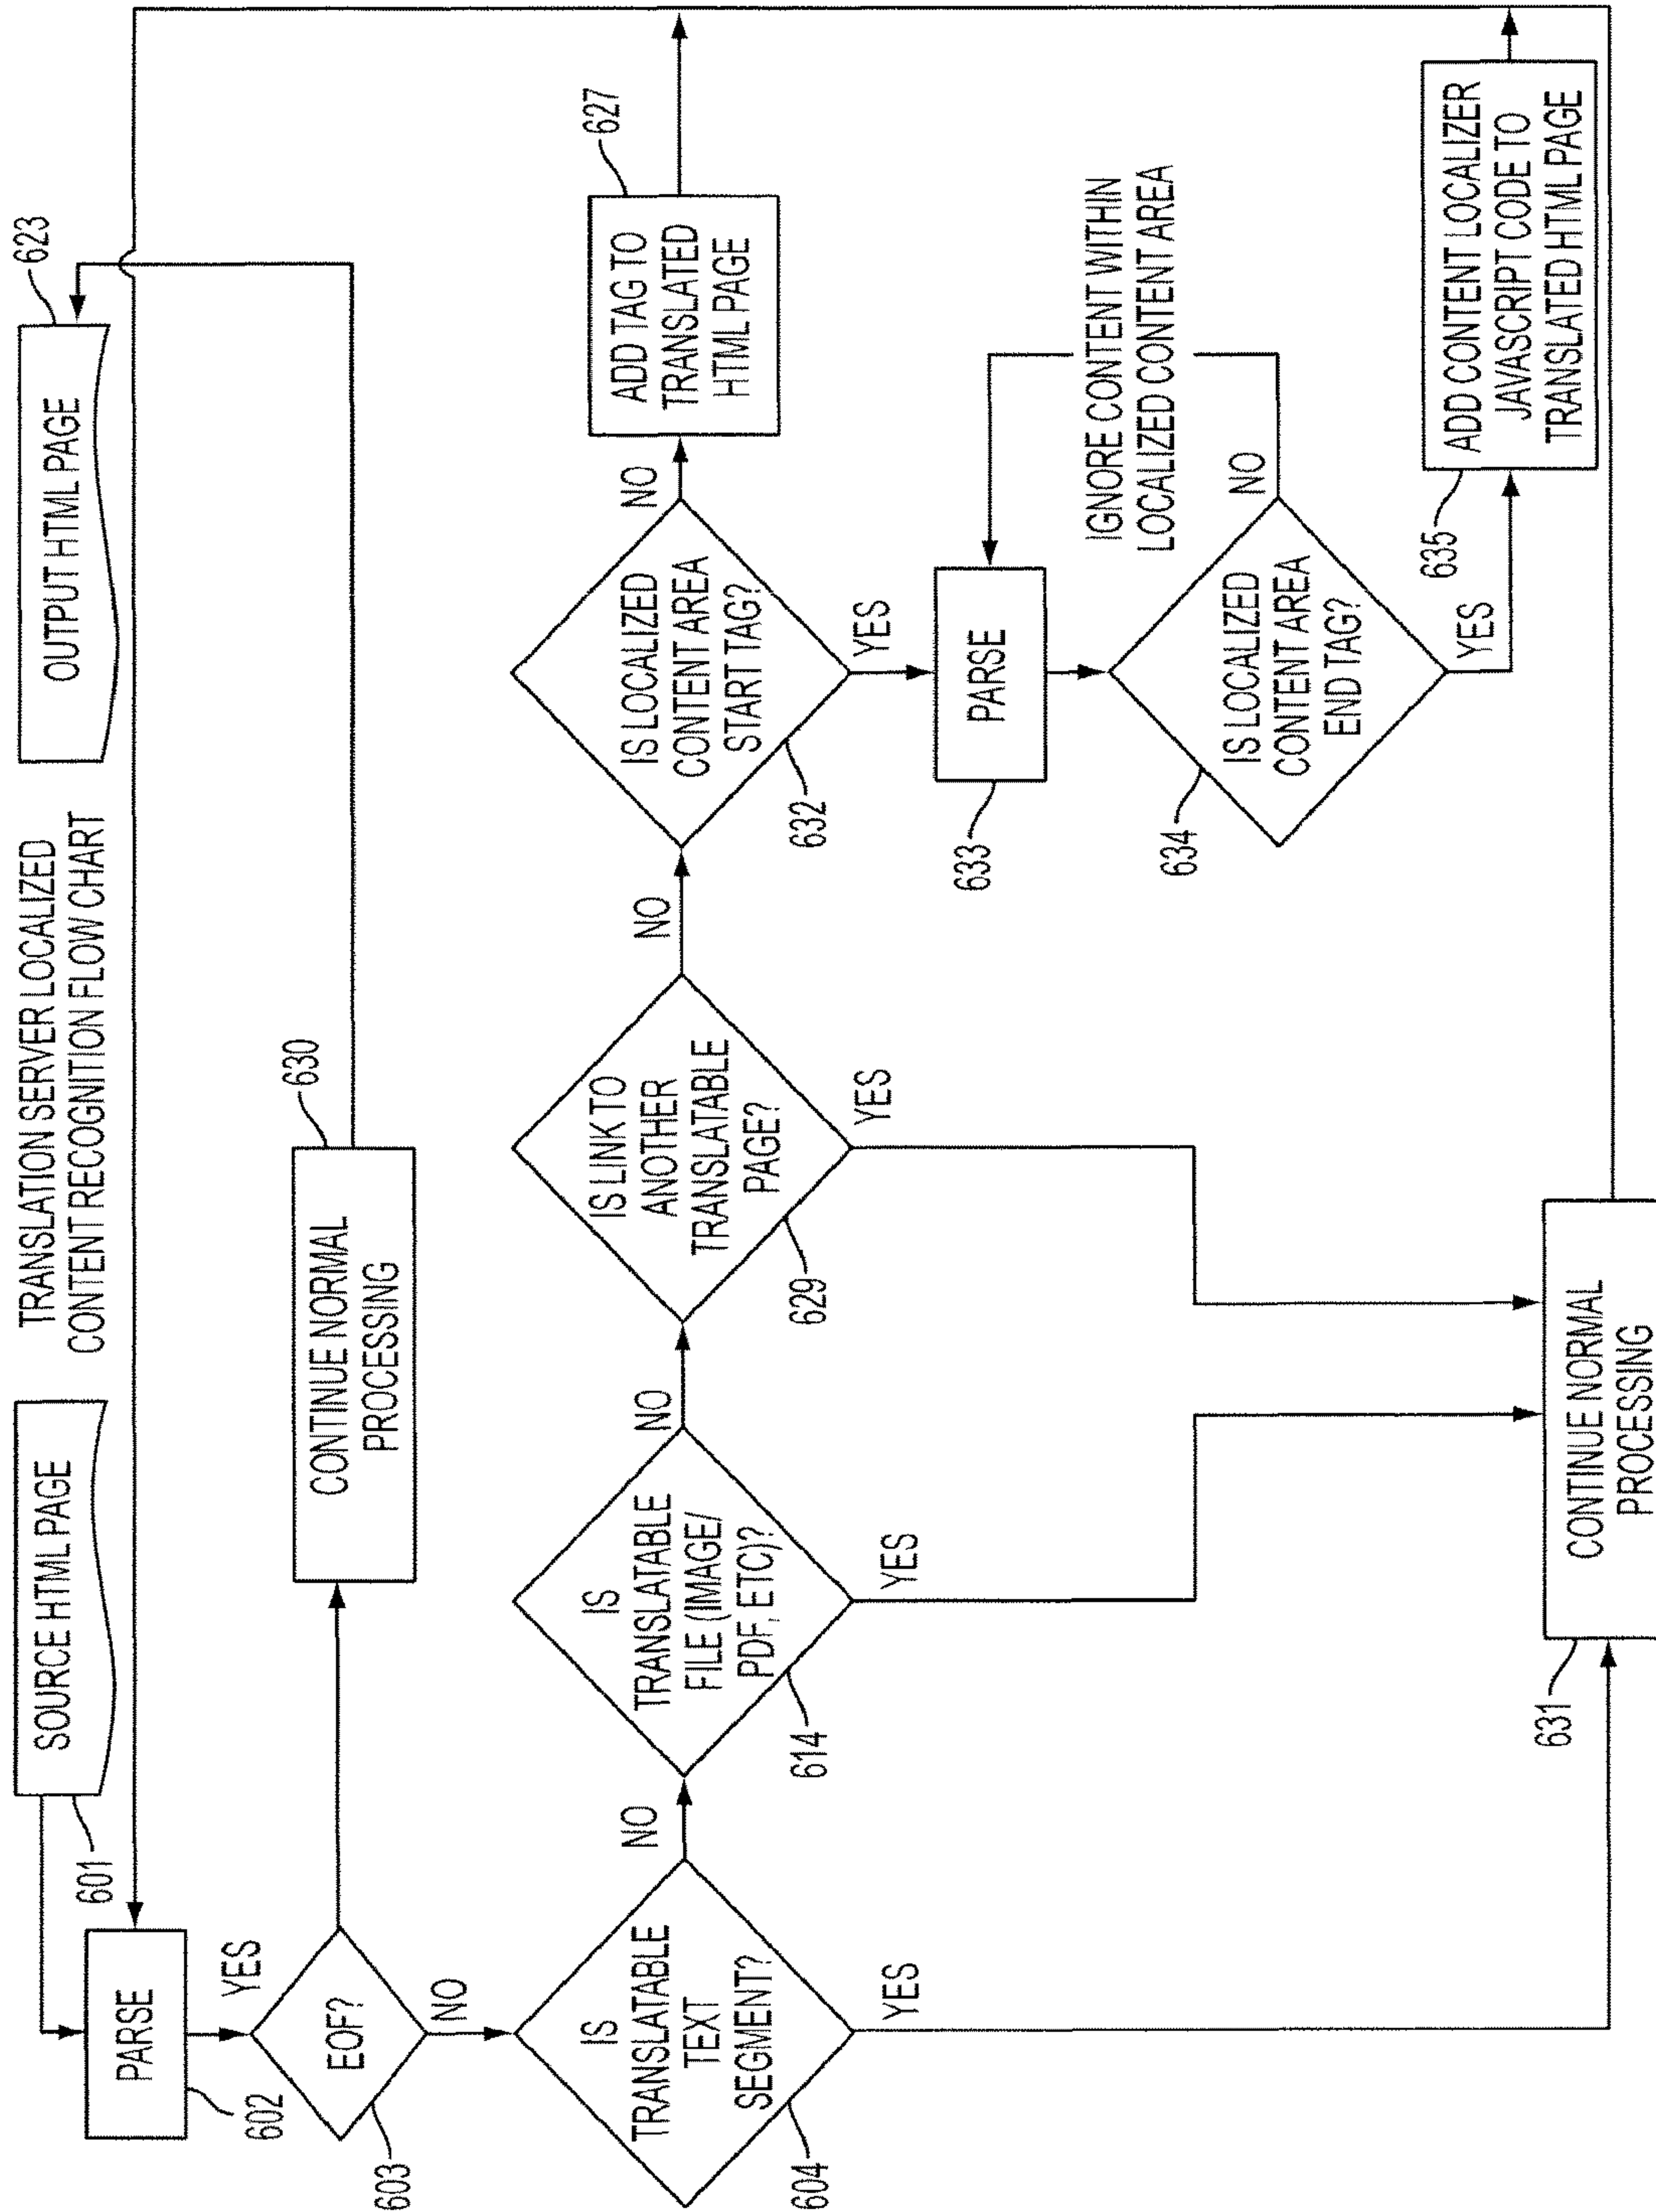 TRANSLATION SERVER LOCALIZED
CONTENT RECOGNITION FLOW CHART
SOURCE HTML PAGE
601
OUTPUT HTML PAGE
623
PARSE
602
EOF?
603
YES
NO
CONTINUE NORMAL
PROCESSING
630
IS
TRANSLATABLE
TEXT
SEGMENT?
604
NO
YES
IS
TRANSLATABLE
FILE (IMAGE/
PDF, ETC)?
614
NO
YES
IS LINK TO
ANOTHER
TRANSLATABLE
PAGE?
629
NO
YES
IS LOCALIZED
CONTENT AREA
START TAG?
632
NO
YES
ADD TAG TO
TRANSLATED
HTML PAGE
627
PARSE
633
IGNORE CONTENT WITHIN
LOCALIZED CONTENT AREA
IS LOCALIZED
CONTENT AREA
END TAG?
634
NO
YES
635
ADD CONTENT LOCALIZER
JAVASCRIPT CODE TO
TRANSLATED HTML PAGE
CONTINUE NORMAL
PROCESSING
631